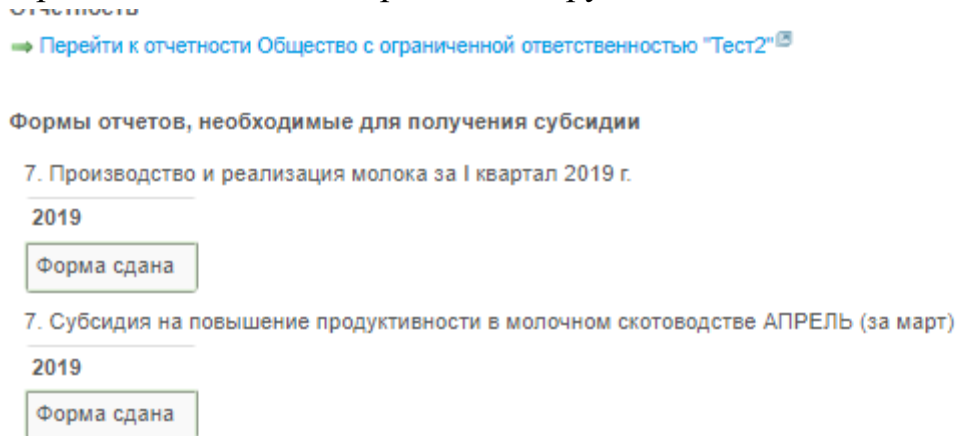 Отчетность
Перейти к отчетности Общество с ограниченной ответственностью "Тест2"
Формы отчетов, необходимые для получения субсидии
7. Производство и реализация молока за I квартал 2019 г.
2019
Форма сдана
7. Субсидия на повышение продуктивности в молочном скотоводстве АПРЕЛЬ (за март)
2019
Форма сдана